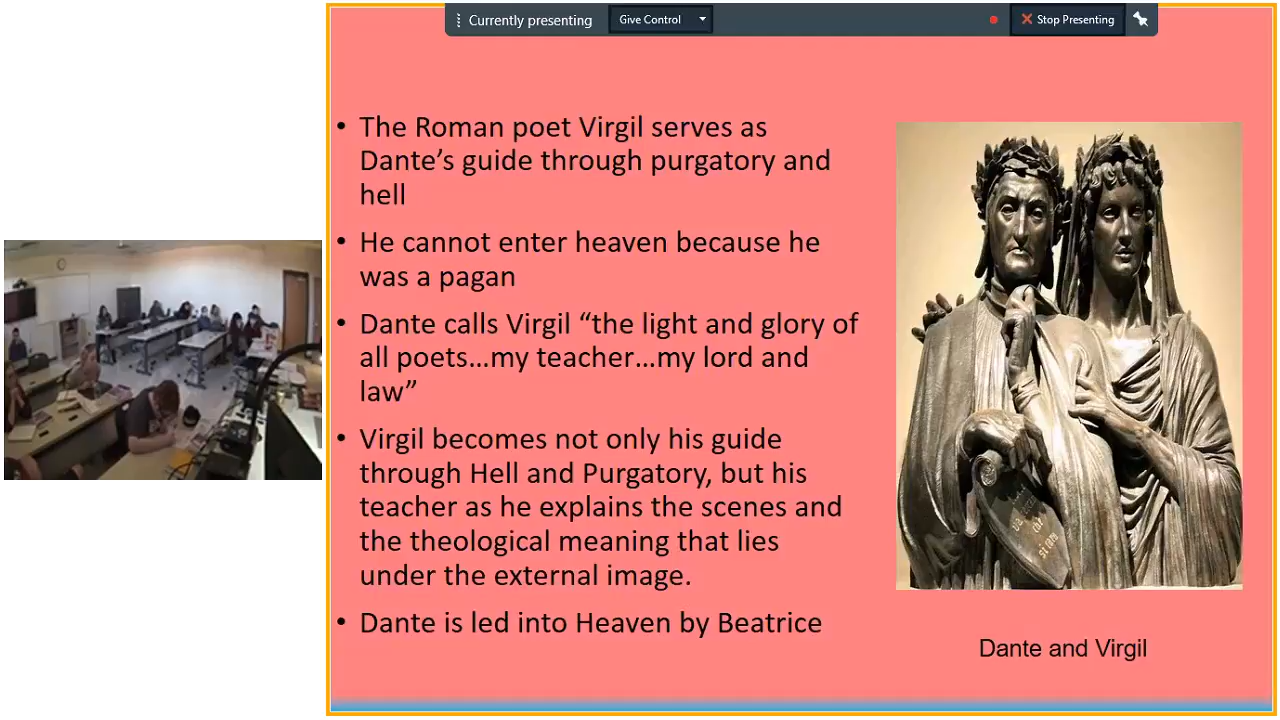 Currently presenting
Give Control
Stop Presenting
• The Roman poet Virgil serves as
Dante’s guide through purgatory and
hell
• He cannot enter heaven because he
was a pagan
• Dante calls Virgil “the light and glory of
all poets…my teacher…my lord and
law”
• Virgil becomes not only his guide
through Hell and Purgatory, but his
teacher as he explains the scenes and
the theological meaning that lies
under the external image.
• Dante is led into Heaven by Beatrice
Dante and Virgil